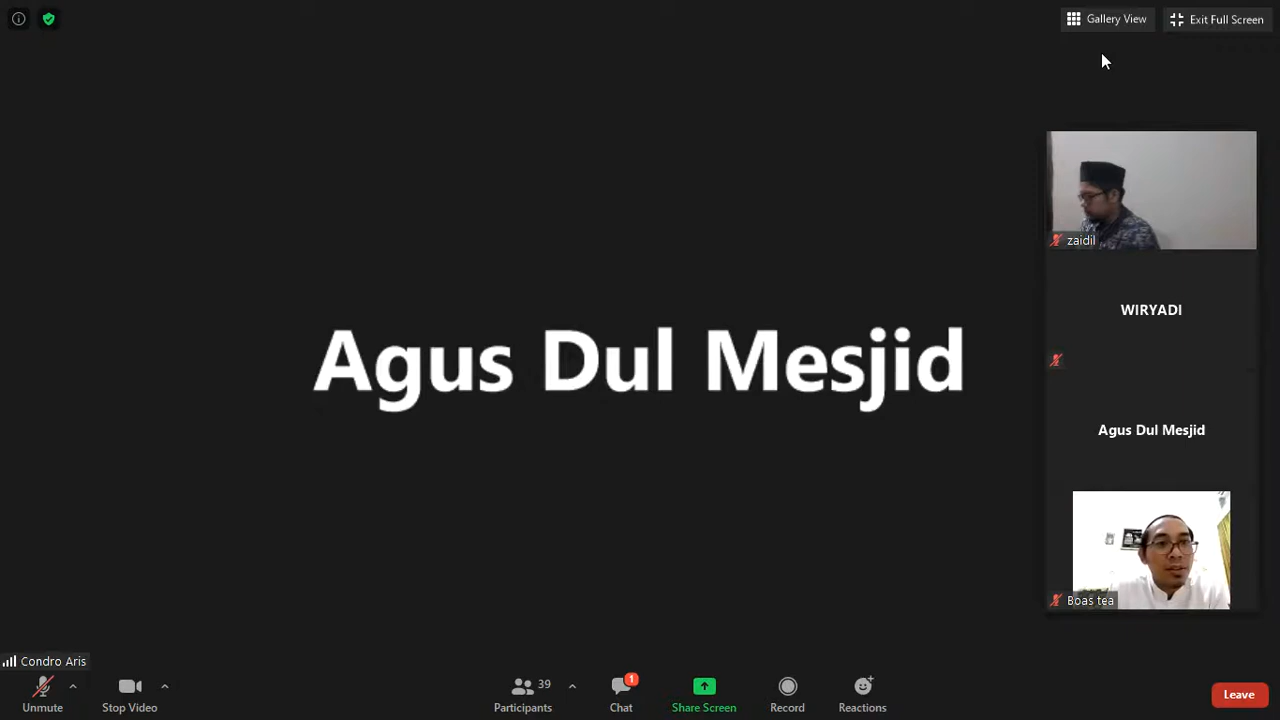 Gallery View
Exit Full Screen
zaidil
WIRYADI
Agus Dul Mesjid
Agus Dul Mesjid
Boas tea
Condro Aris
Unmute
Stop Video
39
Participants
1
Chat
Share Screen
Record
Reactions
Leave